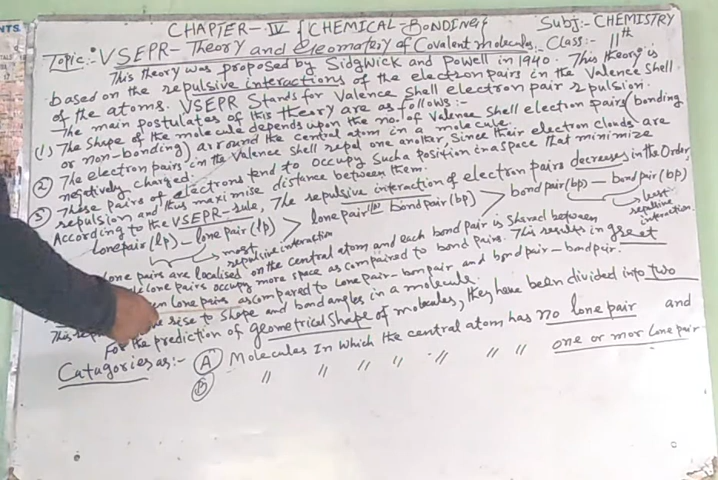 NTS
CHAPTER-IV { CHEMICAL-BONDING { Subj:- CHEMISTRY
Topic:- VSEPR- Theory and Geomatery of Covalent molecules. Class:- 11th
This theory was proposed by Sidgwick and Powell in 1940. This theory is
based on the repulsive interactions of the electron pairs in the Valence Shell
of the atoms. VSEPR Stands for Valence Shell electron pair repulsion.
The main postulates of this theory are as follows:-
(1) The Shape of the molecule depends upon the no. of Valence Shell electron pairs (bonding
or non-bonding) around the central atom in a molecule.
(2) The electron pairs in the Valence Shell repel one another, Since their electron clouds are
negatively charged.
(3) These pairs of electrons tend to occupy Such a position in a space that minimize
repulsion and thus maximise distance between them.
According to the VSEPR-rule, The repulsive interaction of electron pairs decreases in the Order,
Lonepair(lp) - lone pair(lp) > lone pair(lp) - bond pair(bp) > bond pair(bp) - bond pair(bp)
most repulsive interaction
least repulsive interaction.
Lone pairs are localised on the central atom and each bond pair is Shared between
lone pairs occupy more space as compared to bond pairs. This results in great
lone pairs as compared to lone pair-bon pair and bond pair-bond pair.
This rise to Shape and bond angles in a molecule.
For the prediction of Geometrical Shape of molecules, they have been divided into two
Catagories as:- (A) Molecules In which the central atom has no lone pair and
(B) " " " " " " " one or mor Lone pair